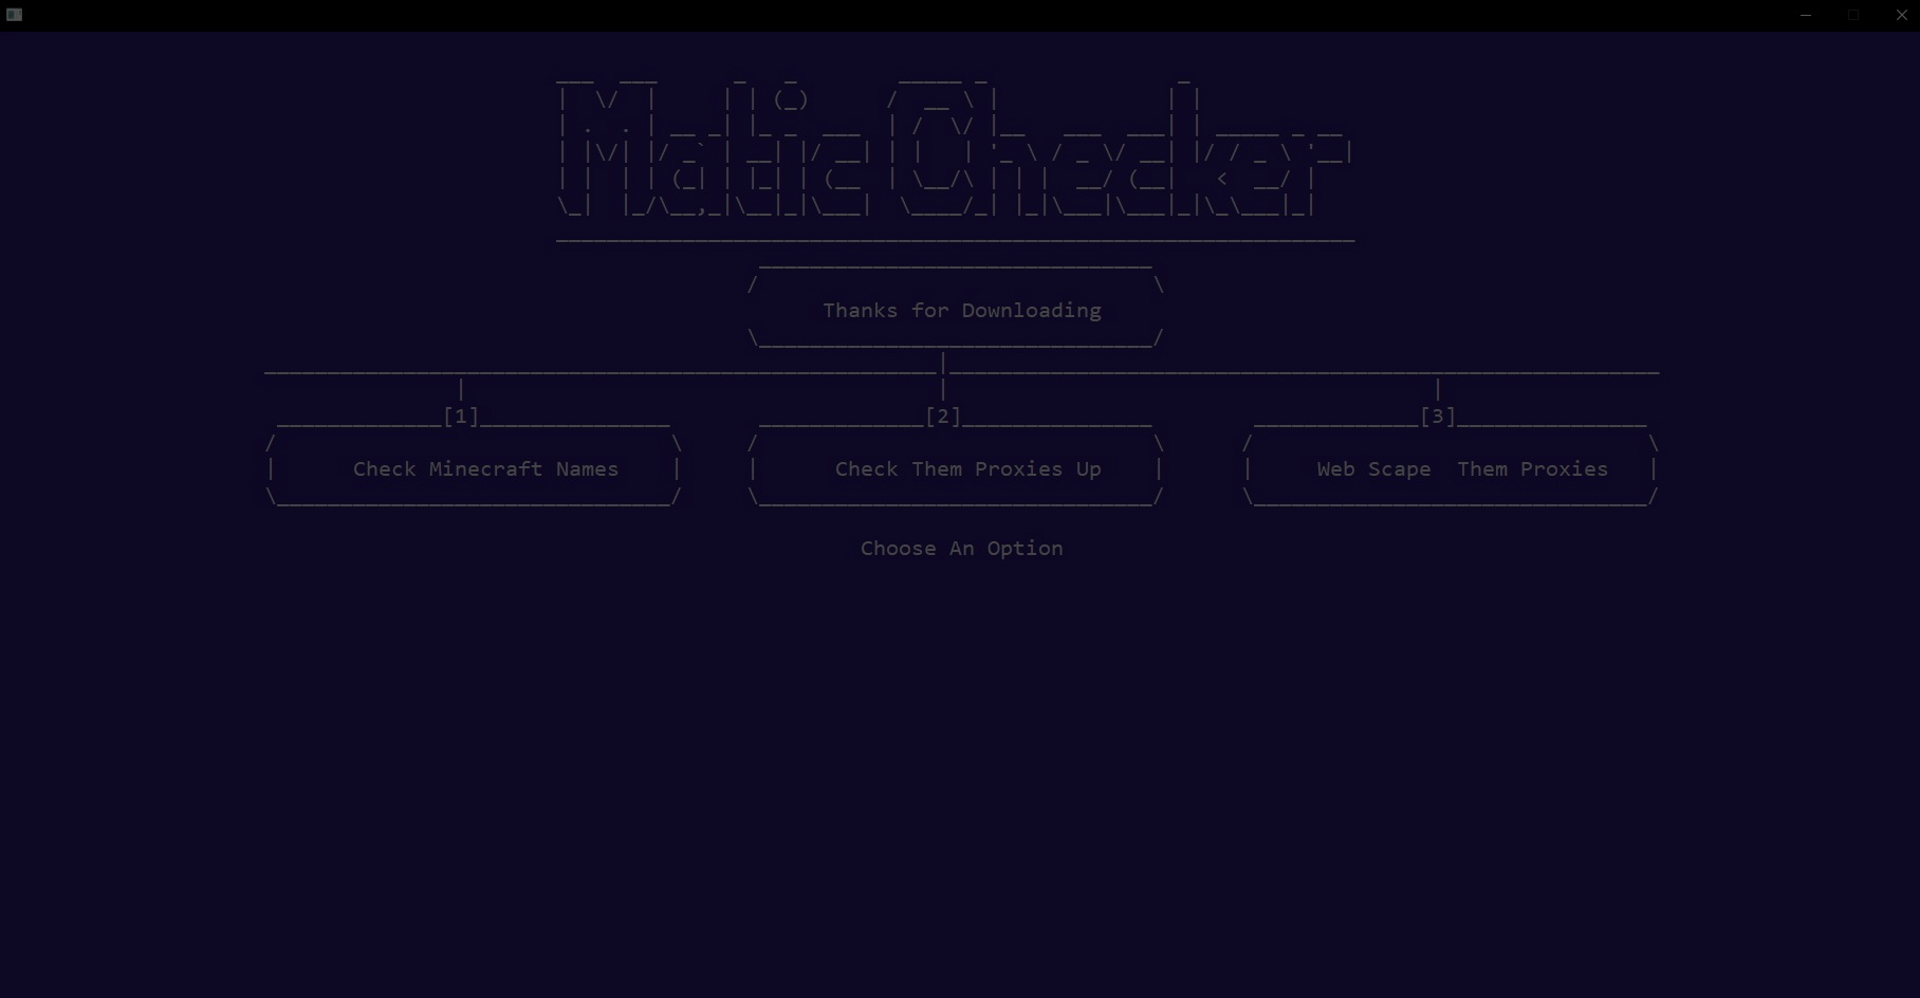 Matic Checker
Thanks for Downloading
[1] [2] [3]
Check Minecraft Names
Check Them Proxies Up
Web Scape  Them Proxies
Choose An Option